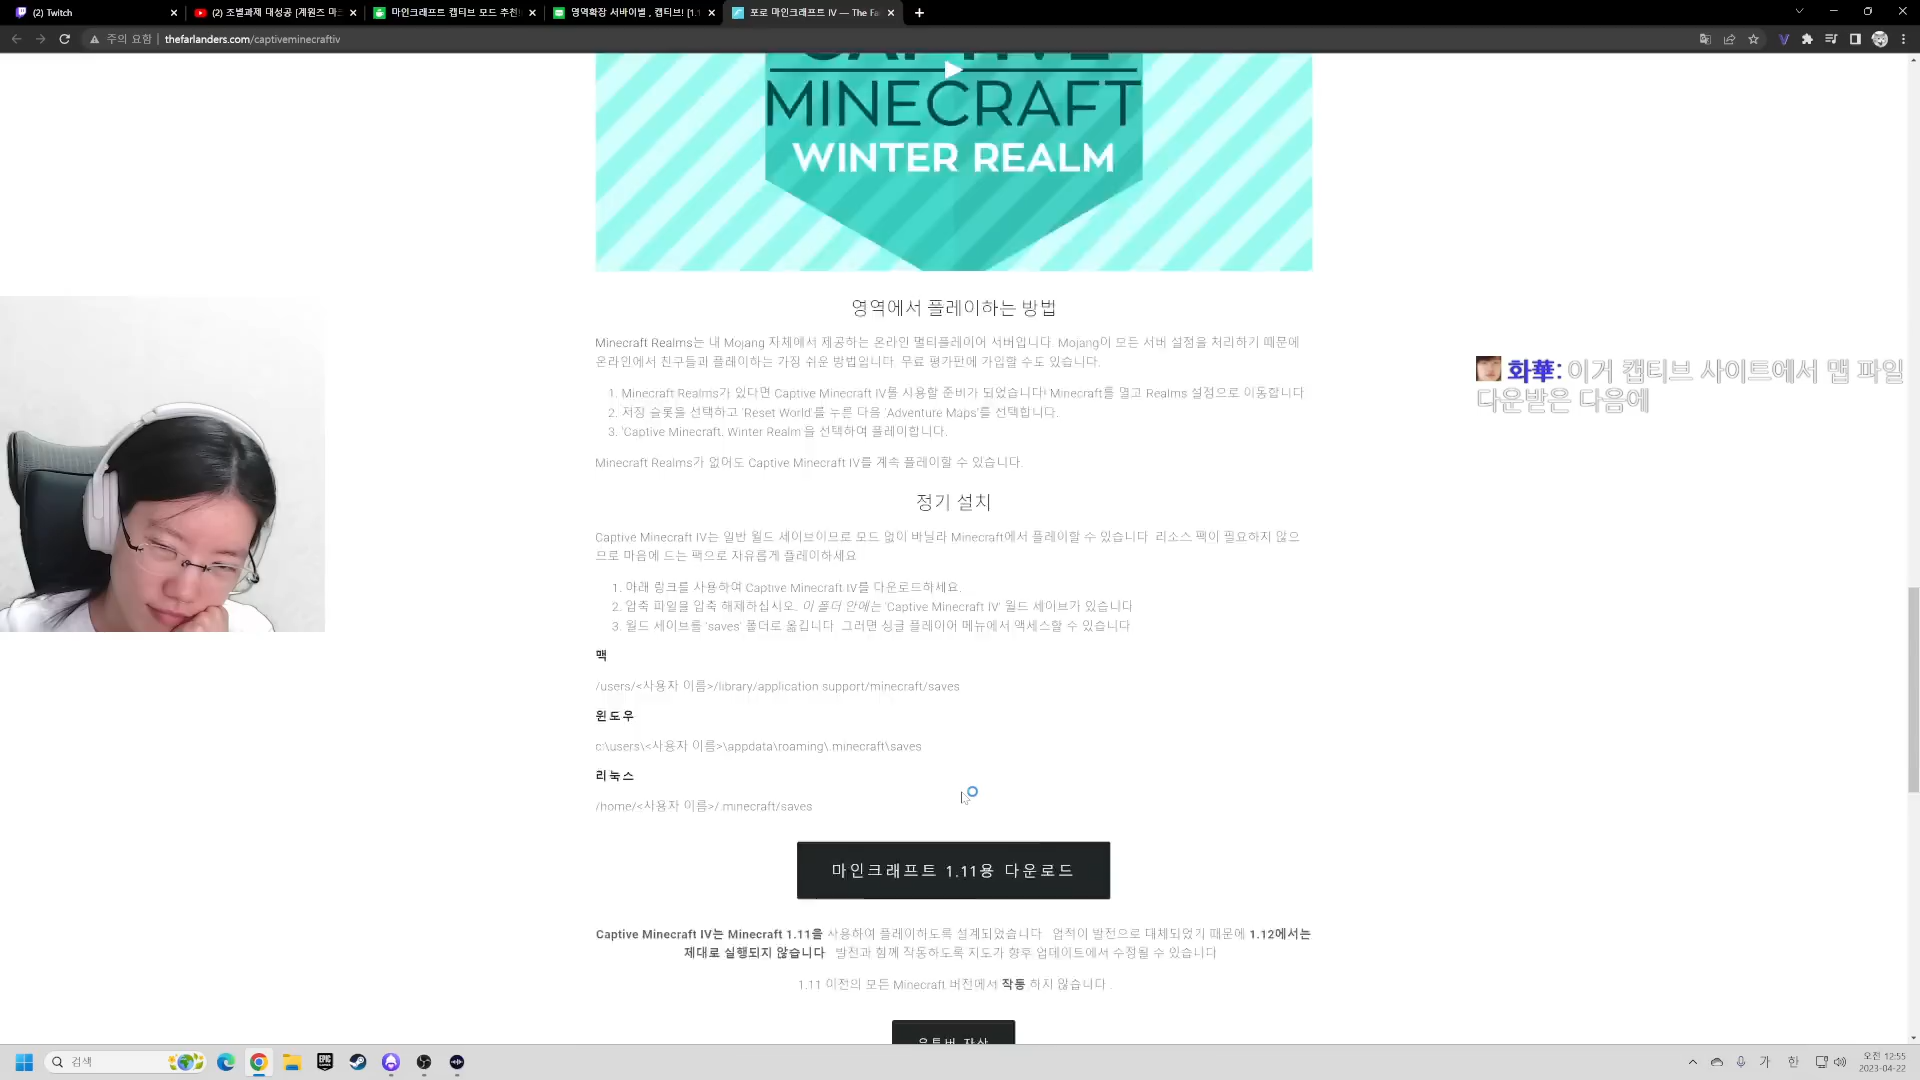 (2) Twitch
(2) 조별과제 대성공 [계원즈 마크
마인크래프트 캡티브 모드 추천
영역확장 서바이벌 , 캡티브! [1.1
포로 마인크래프트 IV — The Fa
주의 요함
thefarlanders.com/captiveminecraftiv
MINECRAFT
WINTER REALM
영역에서 플레이하는 방법
Minecraft Realms는 내 Mojang 자체에서 제공하는 온라인 멀티플레이어 서버입니다. Mojang이 모든 서버 설정을 처리하기 때문에
온라인에서 친구들과 플레이하는 가장 쉬운 방법입니다. 무료 평가판에 가입할 수도 있습니다.
1. Minecraft Realms가 있다면 Captive Minecraft IV를 사용할 준비가 되었습니다! Minecraft를 열고 Realms 설정으로 이동합니다
2. 저장 슬롯을 선택하고 'Reset World'를 누른 다음 'Adventure Maps'를 선택합니다.
3. 'Captive Minecraft: Winter Realm'을 선택하여 플레이합니다.
Minecraft Realms가 없어도 Captive Minecraft IV를 계속 플레이할 수 있습니다.
화華: 이거 캡티브 사이트에서 맵 파일
다운받은 다음에
정기 설치
Captive Minecraft IV는 일반 월드 세이브이므로 모드 없이 바닐라 Minecraft에서 플레이할 수 있습니다. 리소스 팩이 필요하지 않으
므로 마음에 드는 팩으로 자유롭게 플레이하세요
1. 아래 링크를 사용하여 Captive Minecraft IV를 다운로드하세요.
2. 압축 파일을 압축 해제하십시오. 이 폴더 안에는 'Captive Minecraft IV' 월드 세이브가 있습니다
3. 월드 세이브를 'saves' 폴더로 옮깁니다. 그러면 싱글 플레이어 메뉴에서 액세스할 수 있습니다
맥
/users/<사용자 이름>/library/application support/minecraft/saves
윈도우
c:\users\<사용자 이름>\appdata\roaming\.minecraft\saves
리눅스
/home/<사용자 이름>/.minecraft/saves
마인크래프트 1.11용 다운로드
Captive Minecraft IV는 Minecraft 1.11을 사용하여 플레이하도록 설계되었습니다. 업적이 발전으로 대체되었기 때문에 1.12에서는
제대로 실행되지 않습니다. 발전과 함께 작동하도록 지도가 향후 업데이트에서 수정될 수 있습니다
1.11 이전의 모든 Minecraft 버전에서 작동 하지 않습니다 .
유튜버 자산
검색
EPIC
가
한
오전 12:55
2023-04-22